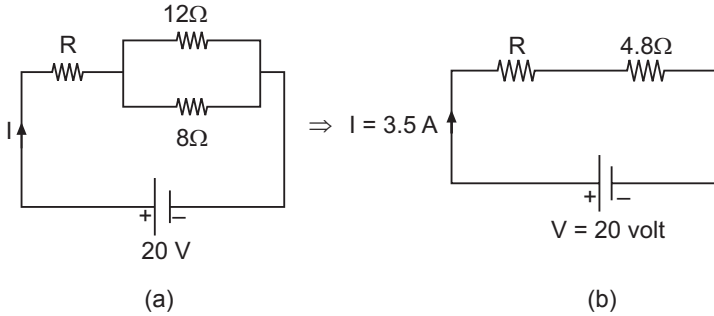 12Ω
R
I
8Ω
+ –
20 V
(a)
⇒ I = 3.5 A
R
4.8Ω
+ –
V = 20 volt
(b)